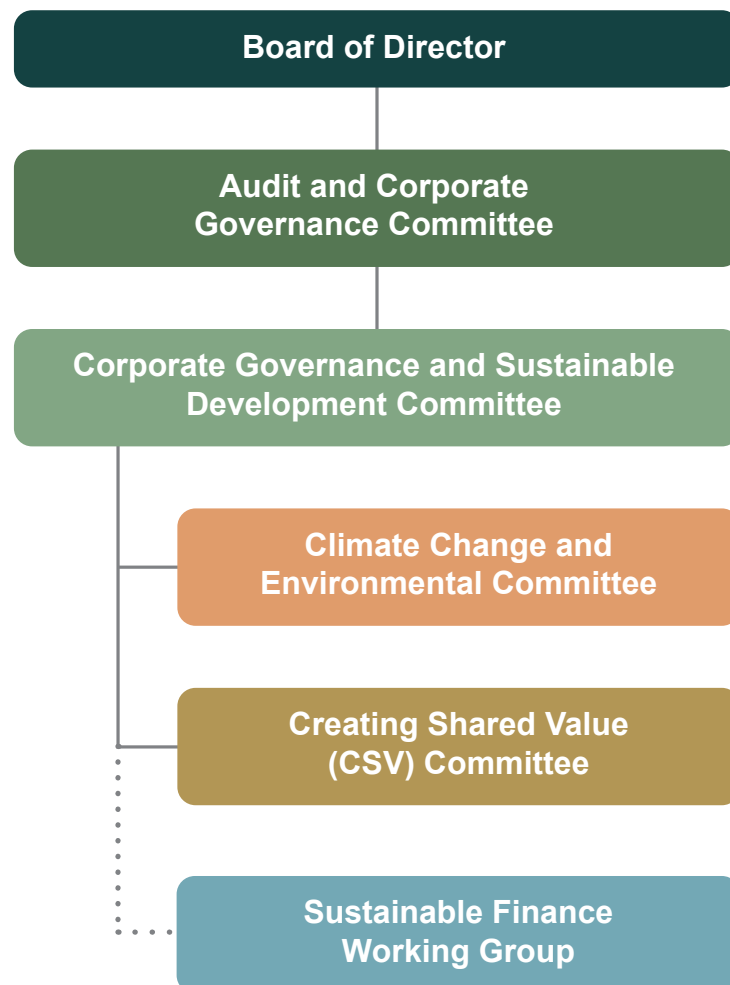 Board of Director
Audit and Corporate
Governance Committee
Corporate Governance and Sustainable
Development Committee
Climate Change and
Environmental Committee
Creating Shared Value
(CSV) Committee
Sustainable Finance
Working Group